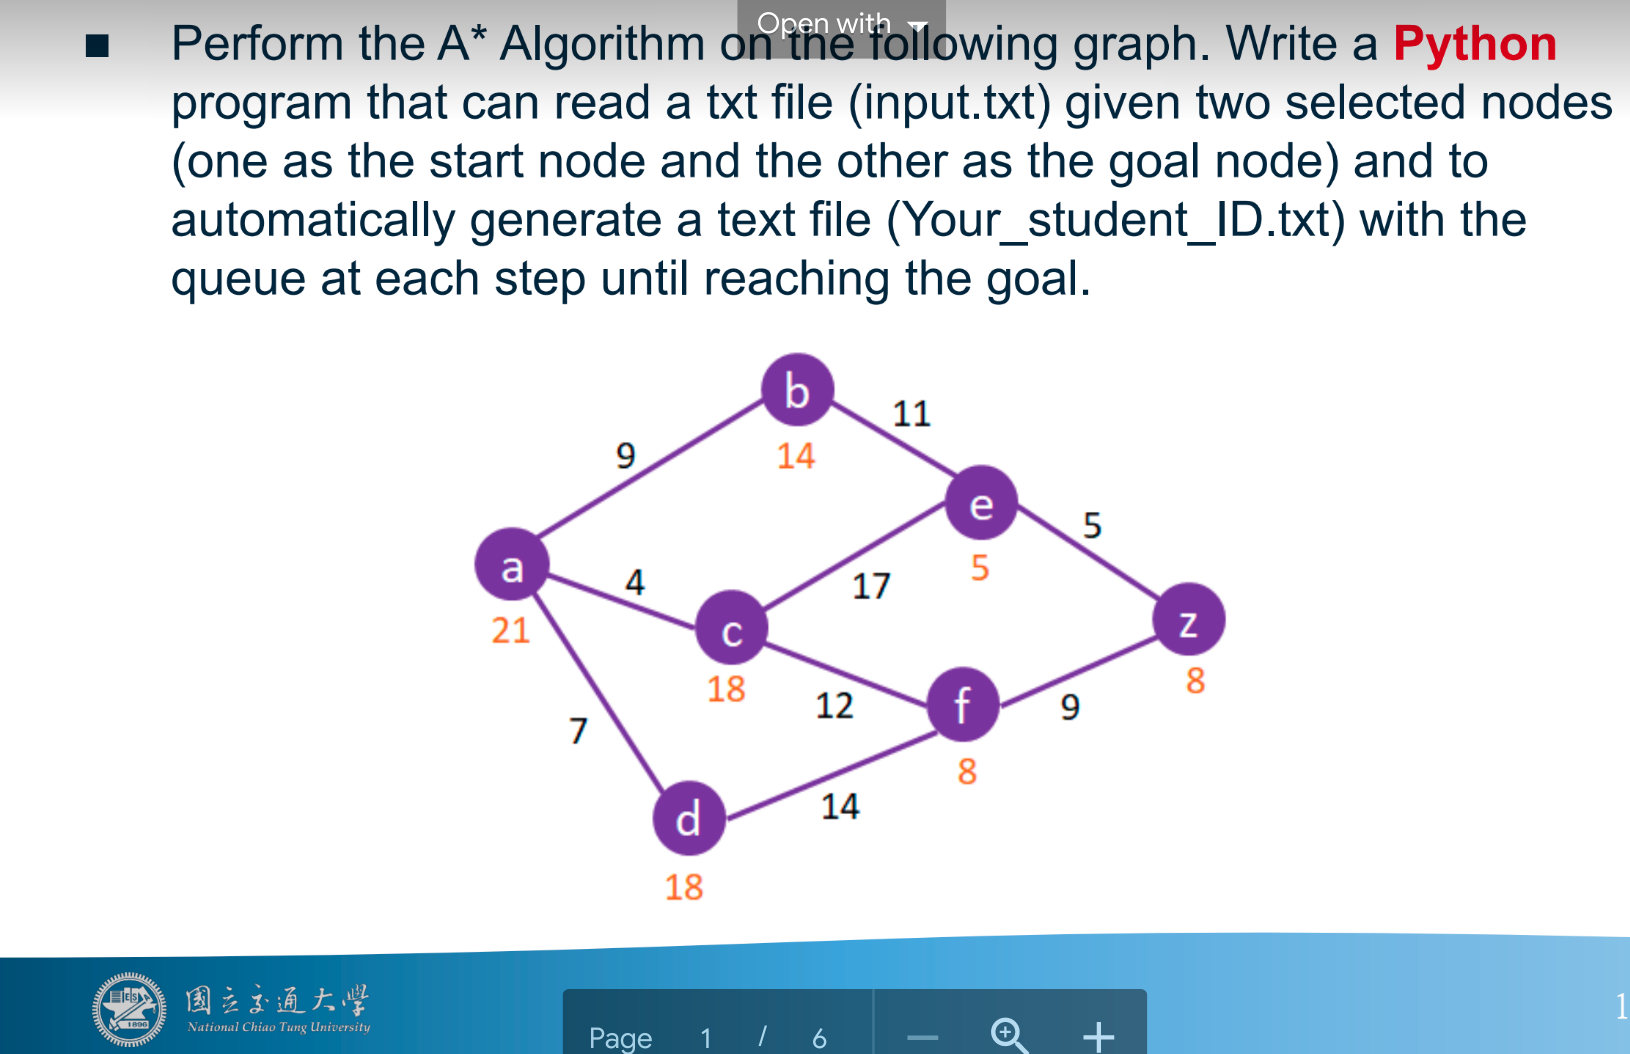 Open with
■ Perform the A* Algorithm on the following graph. Write a Python
program that can read a txt file (input.txt) given two selected nodes
(one as the start node and the other as the goal node) and to
automatically generate a text file (Your_student_ID.txt) with the
queue at each step until reaching the goal.
b
11
9
14
e
5
a
4
5
17
c
z
21
18
12
f
8
9
7
8
d
14
18
國立交通大學
National Chiao Tung University
1896
1
Page 1 / 6 − +